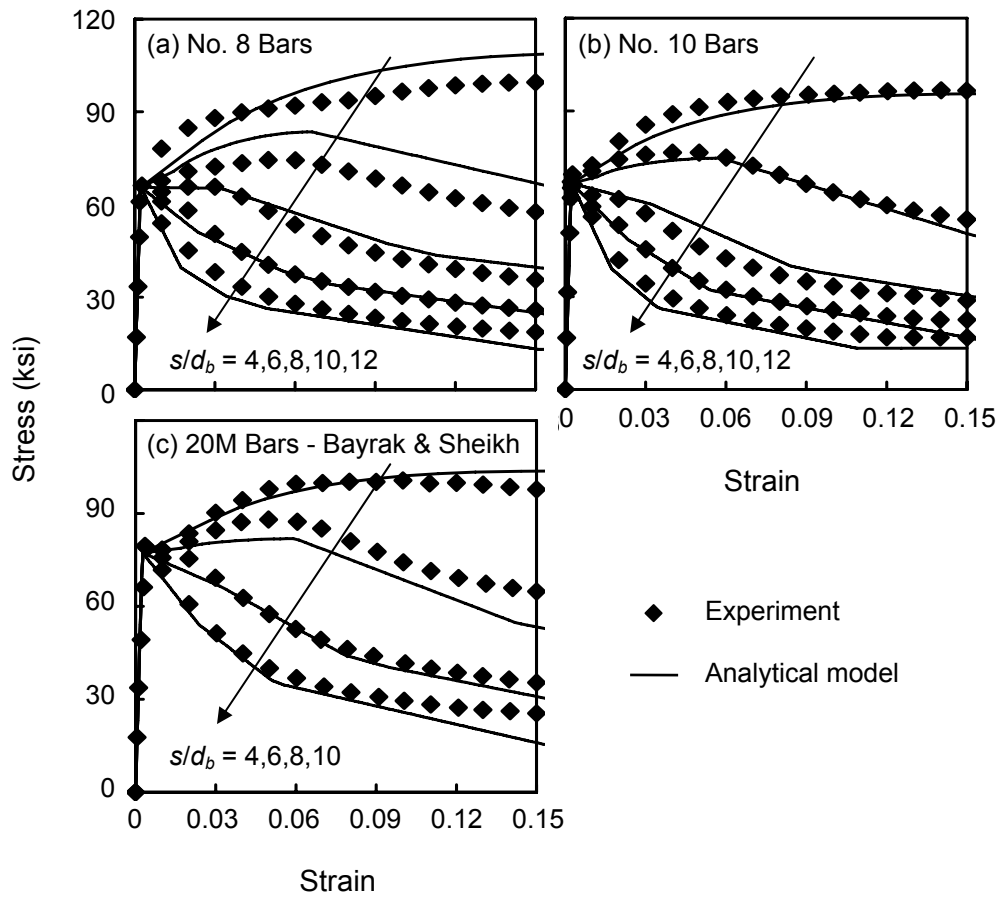 120
90
60
30
0
Stress (ksi)
(a) No. 8 Bars
s/d_b = 4,6,8,10,12
(b) No. 10 Bars
s/d_b = 4,6,8,10,12
0 0.03 0.06 0.09 0.12 0.15
Strain
(c) 20M Bars - Bayrak & Sheikh
90
60
30
0
s/d_b = 4,6,8,10
0 0.03 0.06 0.09 0.12 0.15
Strain
Experiment
Analytical model